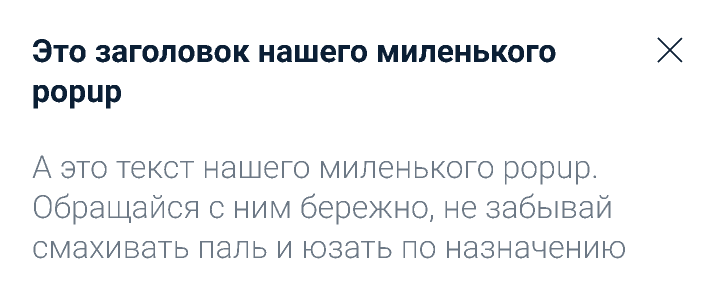 Это заголовок нашего миленького
popup
А это текст нашего миленького popup.
Обращайся с ним бережно, не забывай
смахивать паль и юзать по назначению